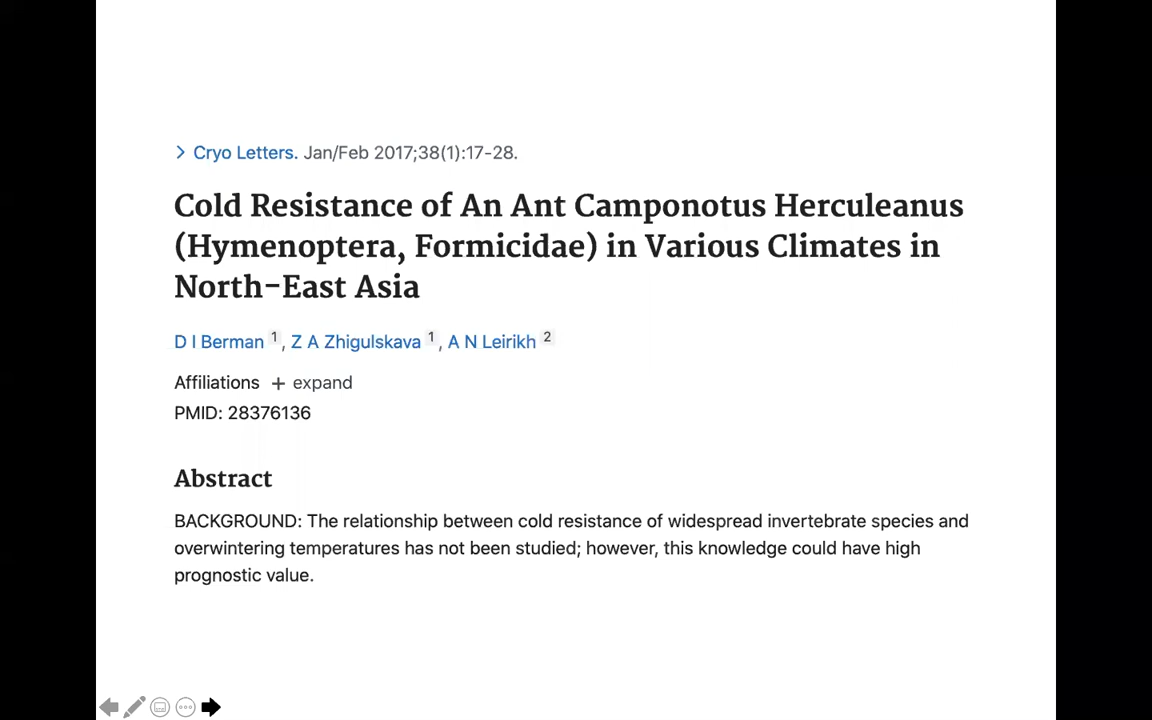 > Cryo Letters. Jan/Feb 2017;38(1):17-28.
Cold Resistance of An Ant Camponotus Herculeanus
(Hymenoptera, Formicidae) in Various Climates in
North-East Asia
D I Berman 1, Z A Zhigulskava 1, A N Leirikh 2
Affiliations + expand
PMID: 28376136
Abstract
BACKGROUND: The relationship between cold resistance of widespread invertebrate species and
overwintering temperatures has not been studied; however, this knowledge could have high
prognostic value.